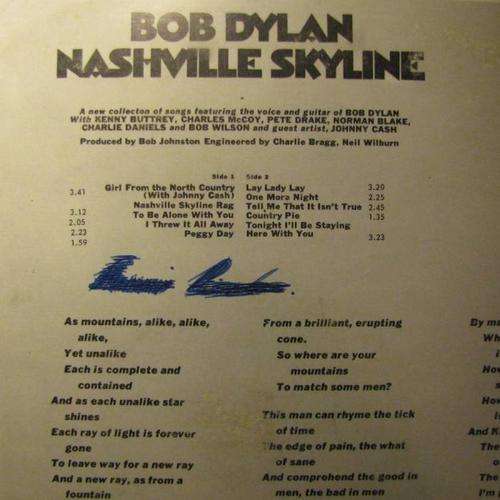 BOB DYLAN
NASHVILLE SKYLINE
A new collecton of songs featuring the voice and guitar of BOB DYLAN
With KENNY BUTTREY, CHARLES McCOY, PETE DRAKE, NORMAN BLAKE,
CHARLIE DANIELS and BOB WILSON and guest artist, JOHNNY CASH
Produced by Bob Johnston Engineered by Charlie Bragg, Neil Wilburn
Side 1
3.41 Girl From the North Country
(With Johnny Cash)
Nashville Skyline Rag
3.12 To Be Alone With You
2.05 I Threw It All Away
2.23 Peggy Day
1.59
Side 2
Lay Lady Lay 3.20
One More Night 2.25
Tell Me That It Isn't True 2.45
Country Pie 1.35
Tonight I'll Be Staying
Here With You 3.23
As mountains, alike, alike,
alike,
Yet unalike
Each is complete and
contained
And as each unalike star
shines
Each ray of light is forever
gone
To leave way for a new ray
And a new ray, as from a
fountain
From a brilliant, erupting
cone.
So where are your
mountains
To match some men?
This man can rhyme the tick
of time
The edge of pain, the what
of sane
And comprehend the good in
men, the bad in men
By m
Wh
i
How
s
How
i
And K
The
o
The
I'm